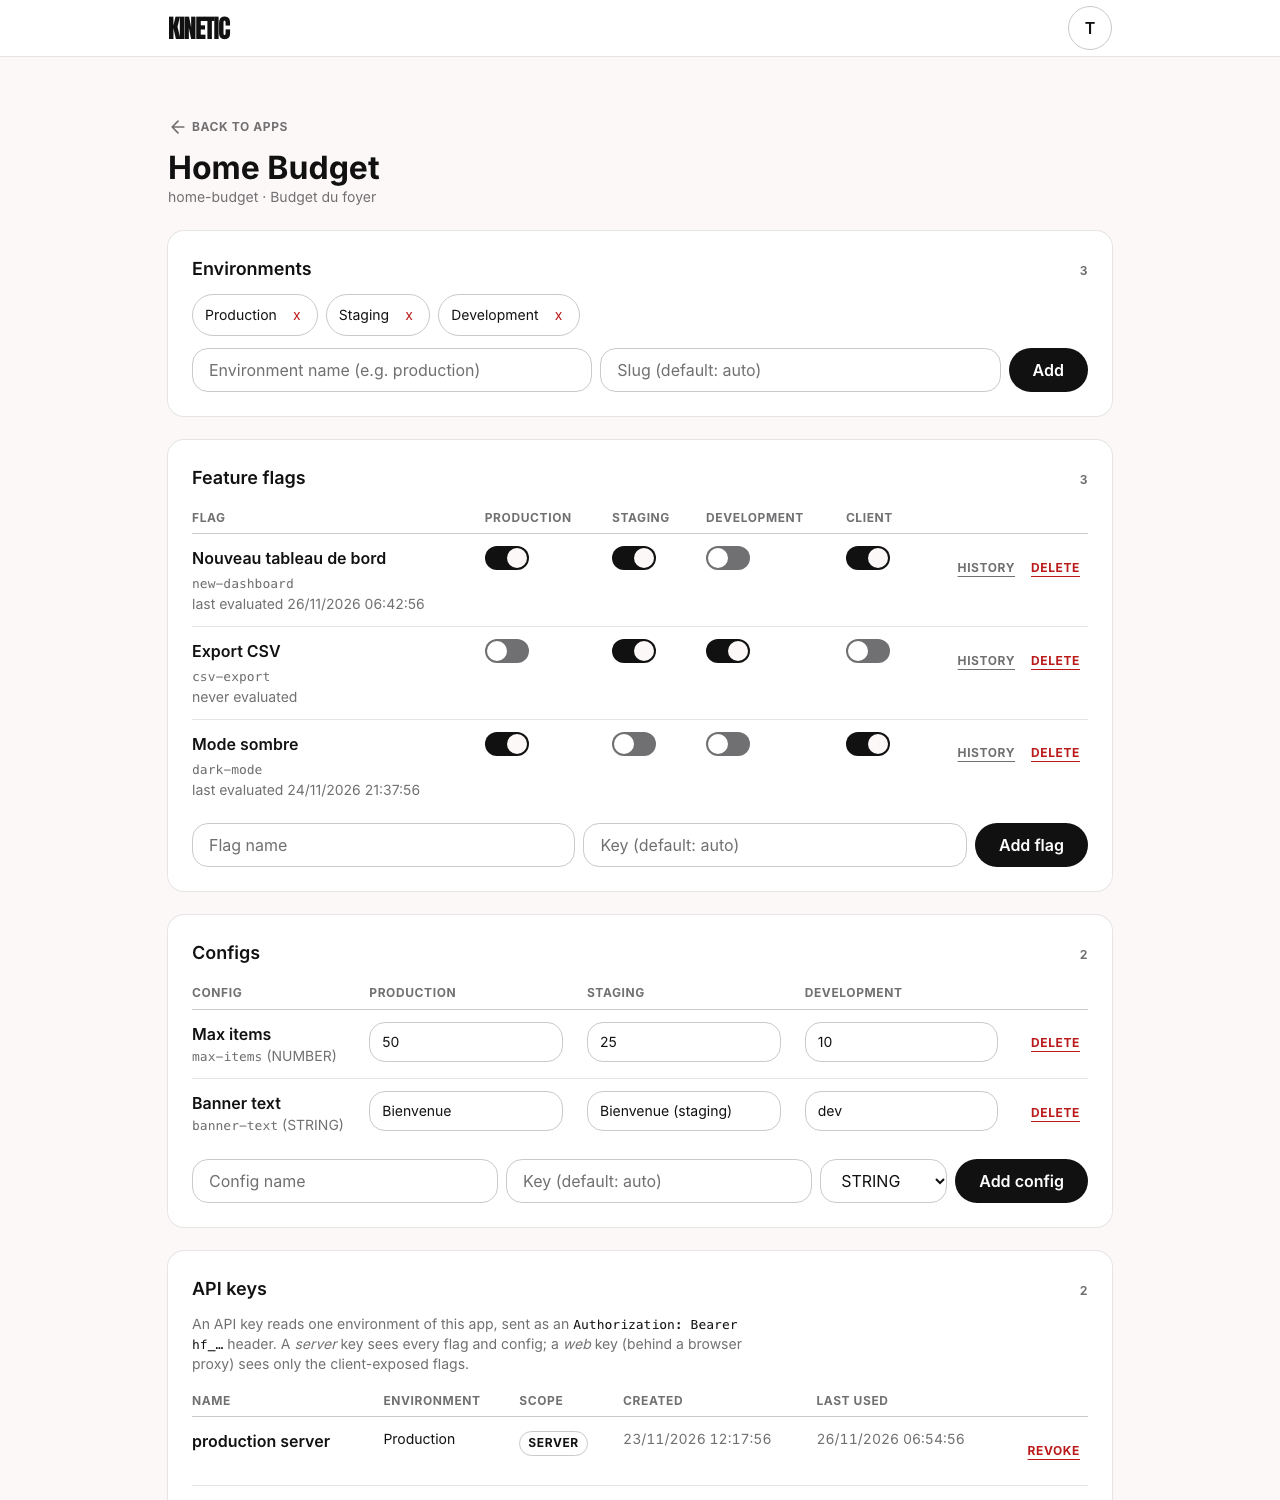 KINETIC
T
BACK TO APPS
Home Budget
home-budget · Budget du foyer
Environments
3
Production x
Staging x
Development x
Environment name (e.g. production)
Slug (default: auto)
Add
Feature flags
3
FLAG PRODUCTION STAGING DEVELOPMENT CLIENT
Nouveau tableau de bord
new-dashboard
last evaluated 26/11/2026 06:42:56
HISTORY DELETE
Export CSV
csv-export
never evaluated
HISTORY DELETE
Mode sombre
dark-mode
last evaluated 24/11/2026 21:37:56
HISTORY DELETE
Flag name
Key (default: auto)
Add flag
Configs
2
CONFIG PRODUCTION STAGING DEVELOPMENT
Max items
max-items (NUMBER)
50
25
10
DELETE
Banner text
banner-text (STRING)
Bienvenue
Bienvenue (staging)
dev
DELETE
Config name
Key (default: auto)
STRING
Add config
API keys
2
An API key reads one environment of this app, sent as an Authorization: Bearer
hf_… header. A server key sees every flag and config; a web key (behind a browser
proxy) sees only the client-exposed flags.
NAME ENVIRONMENT SCOPE CREATED LAST USED
production server Production SERVER 23/11/2026 12:17:56 26/11/2026 06:54:56
REVOKE